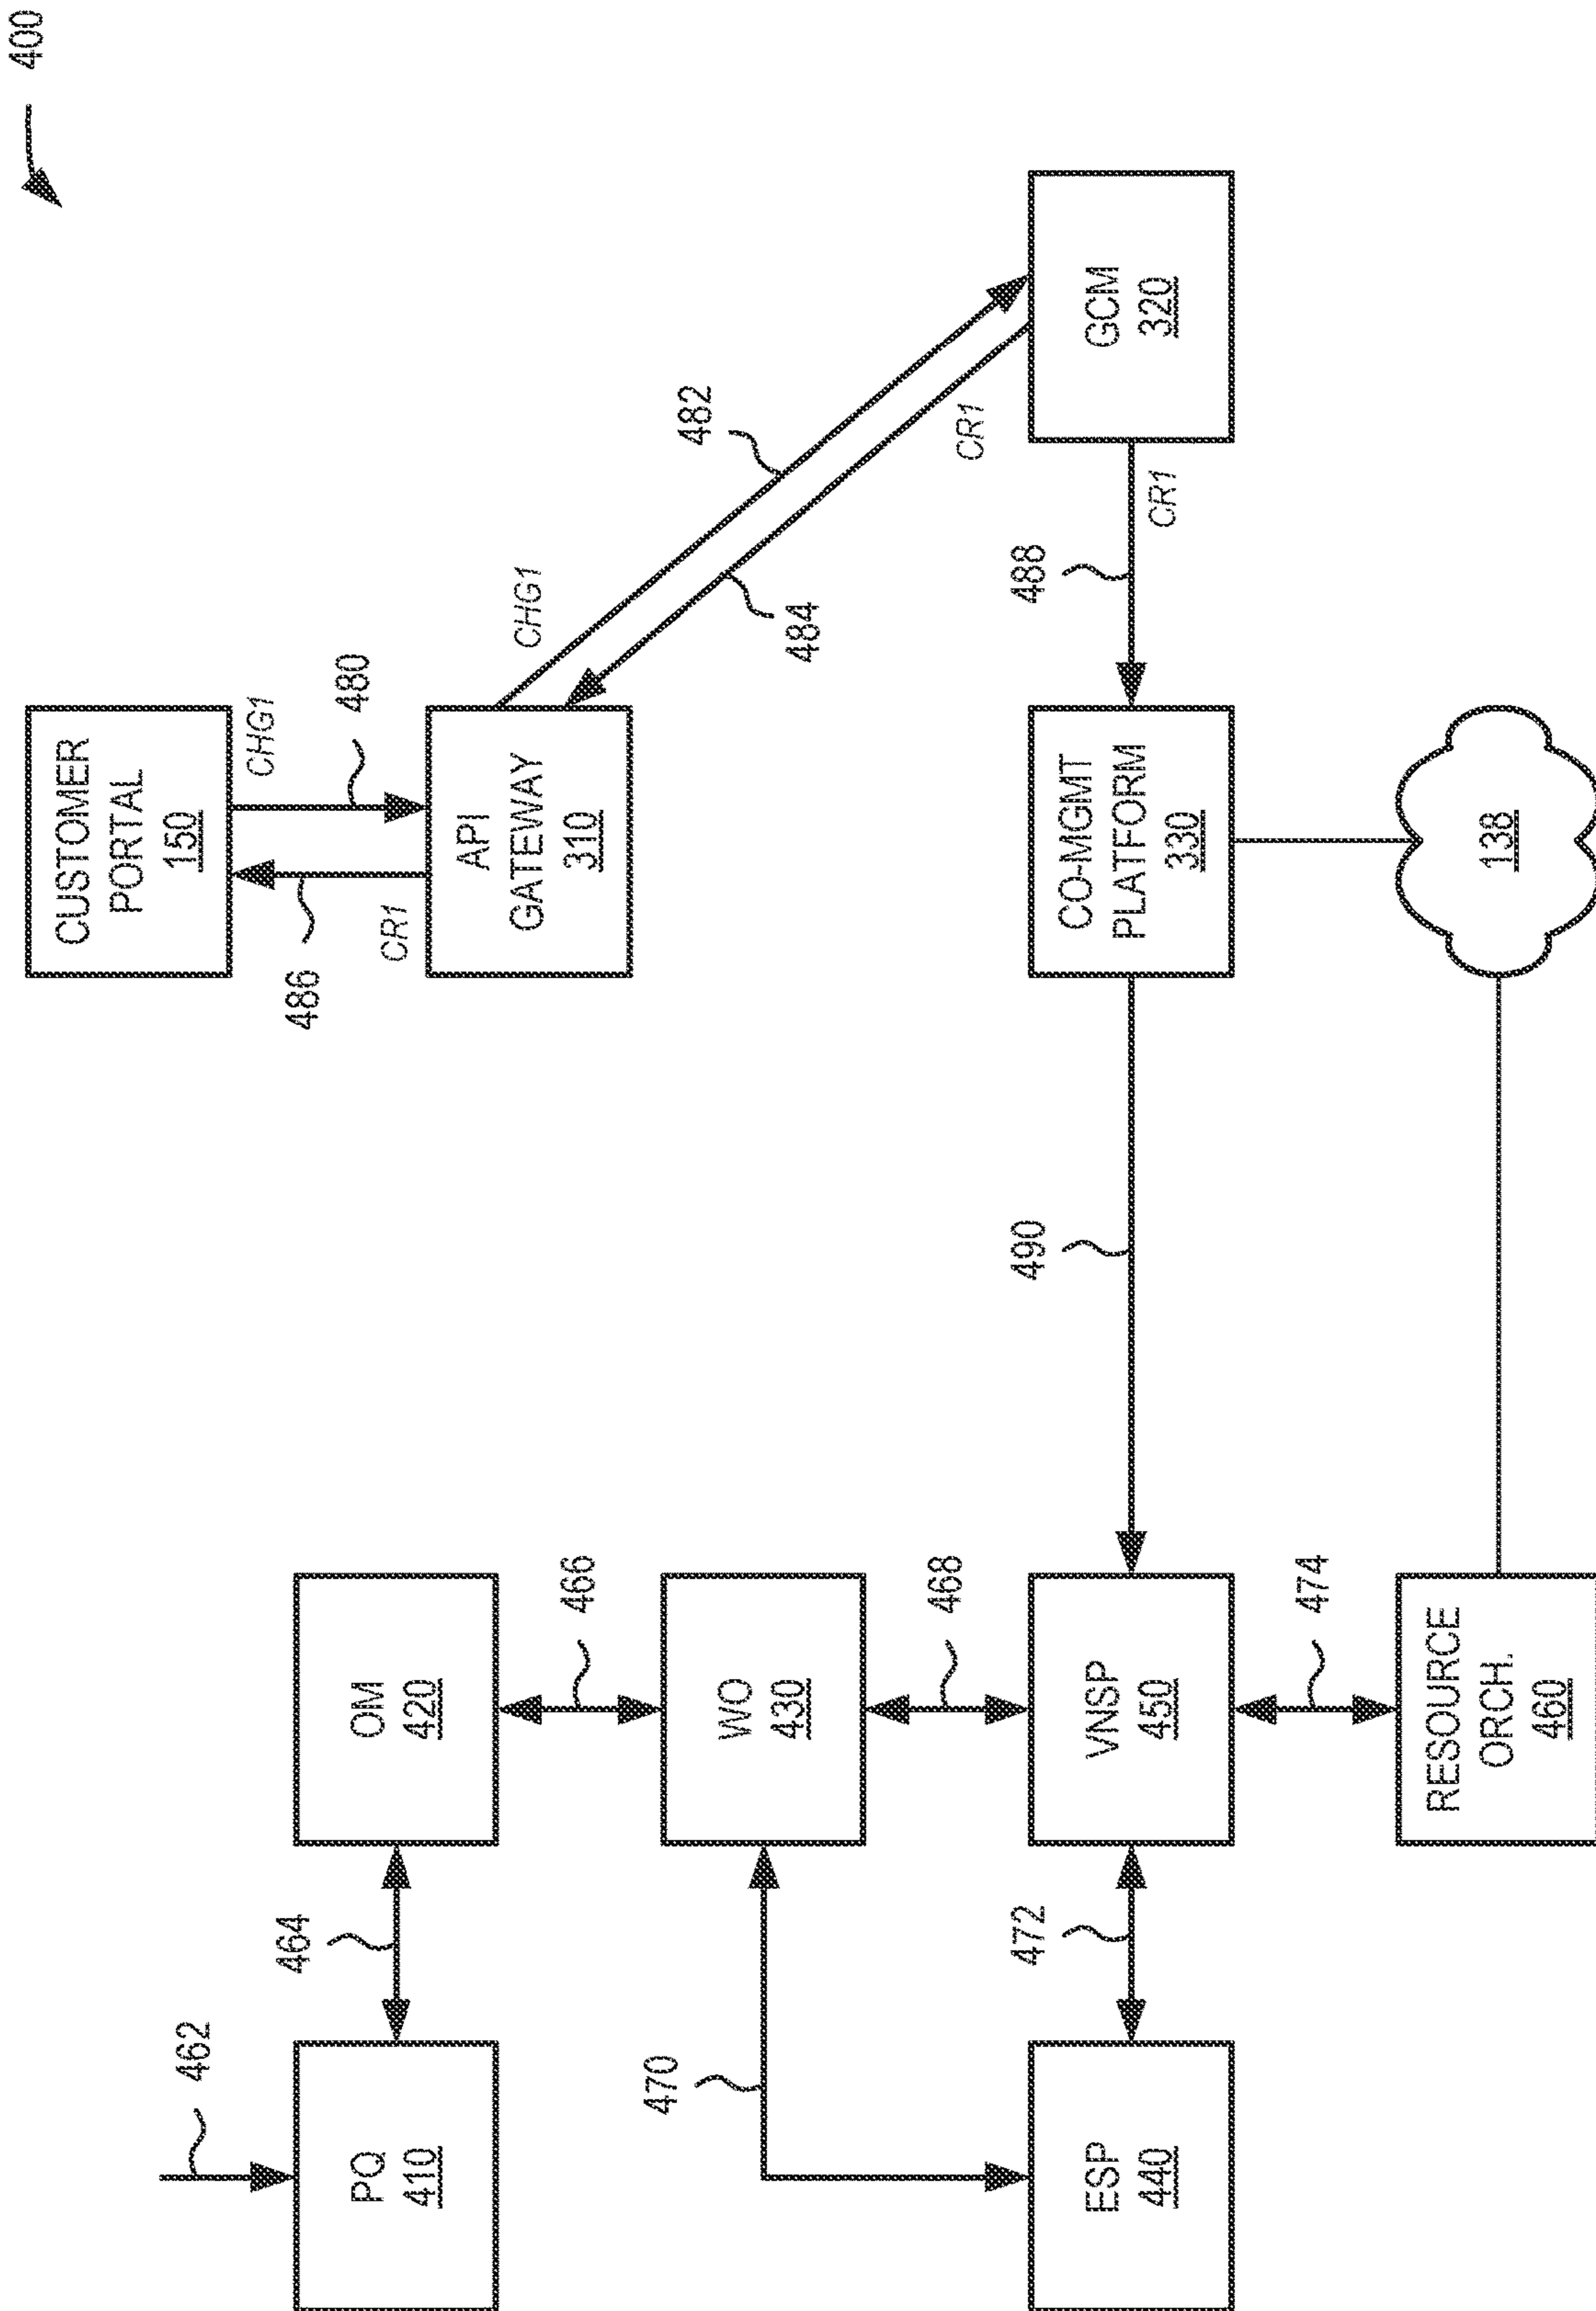 400
CUSTOMER
PORTAL
150
486
CR1
CHG1
480
API
GATEWAY
310
CHG1
482
484
CR1
GCM
320
488
CR1
CO-MGMT
PLATFORM
330
138
490
462
PQ
410
464
OM
420
466
WO
430
470
468
ESP
440
472
VNSP
450
474
RESOURCE
ORCH.
460